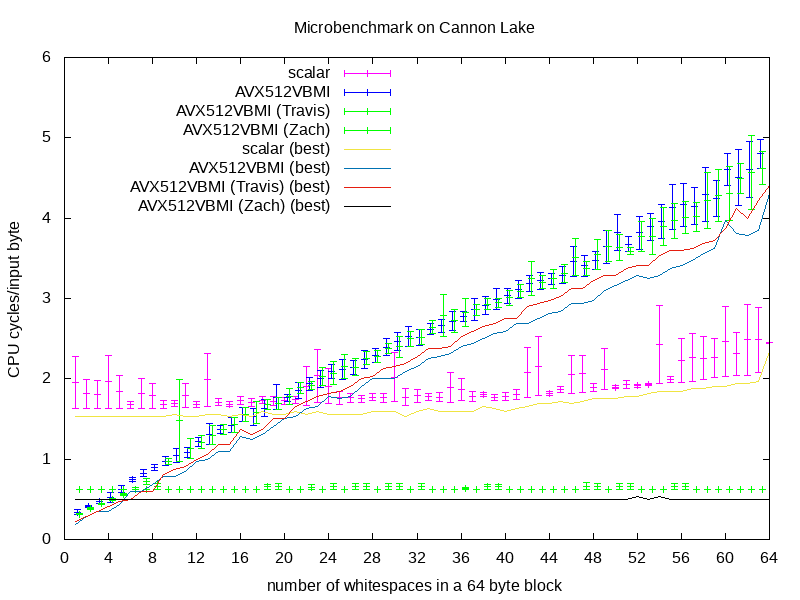 Microbenchmark on Cannon Lake
6
scalar
AVX512VBMI
AVX512VBMI (Travis)
AVX512VBMI (Zach)
scalar (best)
AVX512VBMI (best)
AVX512VBMI (Travis) (best)
AVX512VBMI (Zach) (best)
5
4
3
2
1
0
CPU cycles/input byte
0 4 8 12 16 20 24 28 32 36 40 44 48 52 56 60 64
number of whitespaces in a 64 byte block